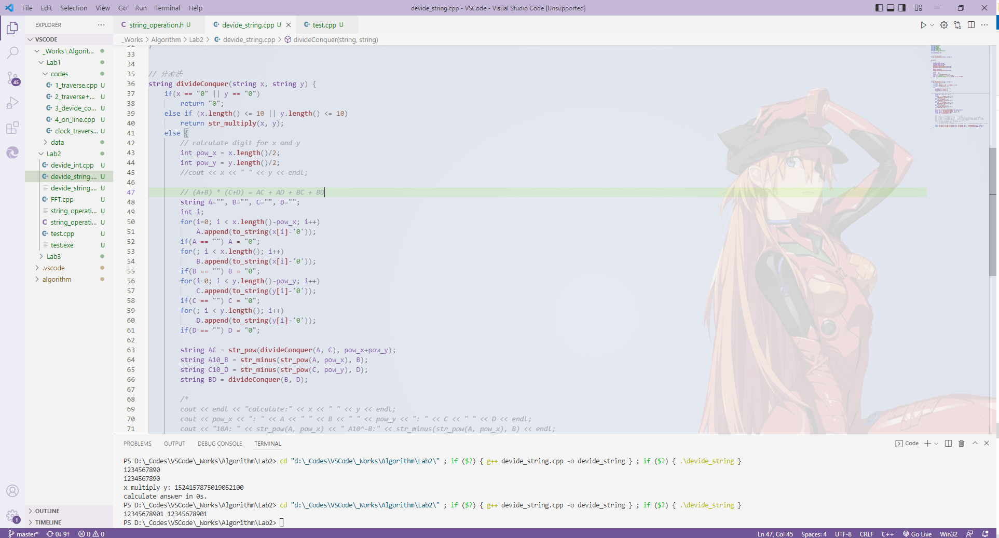 File Edit Selection View Go Run Terminal Help devide_string.cpp - VSCode - Visual Studio Code [Unsupported]
EXPLORER ···
string_operation.h U devide_string.cpp U test.cpp U
VSCODE
_Works > Algorithm > Lab2 > devide_string.cpp > divideConquer(string, string)
_Works\Algorit...
Lab1
codes
1_traverse.cpp U
2_traverse+... U
3_devide_co... U
4_on_line.cpp U
clock_travers... U
data
Lab2
devide_int.cpp U
devide_string.... U
devide_string.... U
FFT.cpp U
string_operati... U
string_operati... U
test.cpp U
test.exe U
Lab3
.vscode
algorithm
45
33
34
35 // 分治法
36 string divideConquer(string x, string y) {
37 if(x == "0" || y == "0")
38 return "0";
39 else if (x.length() <= 10 || y.length() <= 10)
40 return str_multiply(x, y);
41 else {
42 // calculate digit for x and y
43 int pow_x = x.length()/2;
44 int pow_y = y.length()/2;
45 //cout << x << " " << y << endl;
46
47 // (A+B) * (C+D) = AC + AD + BC + BD
48 string A="", B="", C="", D="";
49 int i;
50 for(i=0; i < x.length()-pow_x; i++)
51 A.append(to_string(x[i]-'0'));
52 if(A == "") A = "0";
53 for(; i < x.length(); i++)
54 B.append(to_string(x[i]-'0'));
55 if(B == "") B = "0";
56 for(i=0; i < y.length()-pow_y; i++)
57 C.append(to_string(y[i]-'0'));
58 if(C == "") C = "0";
59 for(; i < y.length(); i++)
60 D.append(to_string(y[i]-'0'));
61 if(D == "") D = "0";
62
63 string AC = str_pow(divideConquer(A, C), pow_x+pow_y);
64 string A10_B = str_minus(str_pow(A, pow_x), B);
65 string C10_D = str_minus(str_pow(C, pow_y), D);
66 string BD = divideConquer(B, D);
67
68 /*
69 cout << endl << "calculate:" << x << " " << y << endl;
70 cout << pow_x << ": " << A << " " << B << " " << pow_y << ": " << C << " " << D << endl;
71 cout << "10A: " << str_pow(A, pow_x) << " A10^-B:" << str_minus(str_pow(A, pow_x), B) << endl;
PROBLEMS OUTPUT DEBUG CONSOLE TERMINAL Code
PS D:\_Codes\VSCode\_Works\Algorithm\Lab2> cd "d:\_Codes\VSCode\_Works\Algorithm\Lab2\" ; if ($?) { g++ devide_string.cpp -o devide_string } ; if ($?) { .\devide_string }
1234567890
1234567890
x multiply y: 1524157875019052100
calculate answer in 0s.
PS D:\_Codes\VSCode\_Works\Algorithm\Lab2> cd "d:\_Codes\VSCode\_Works\Algorithm\Lab2\" ; if ($?) { g++ devide_string.cpp -o devide_string } ; if ($?) { .\devide_string }
12345678901 12345678901
PS D:\_Codes\VSCode\_Works\Algorithm\Lab2>
OUTLINE
TIMELINE
1
master* 0↓ 9↑ 0 0 Ln 47, Col 45 Spaces: 4 UTF-8 CRLF C++ Go Live Win32